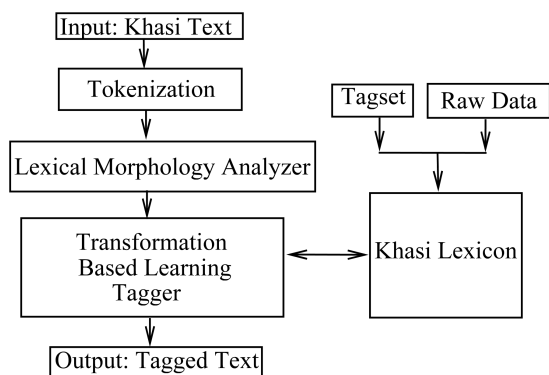 Input: Khasi Text
Tokenization
Lexical Morphology Analyzer
Transformation
Based Learning
Tagger
Output: Tagged Text
Tagset
Raw Data
Khasi Lexicon